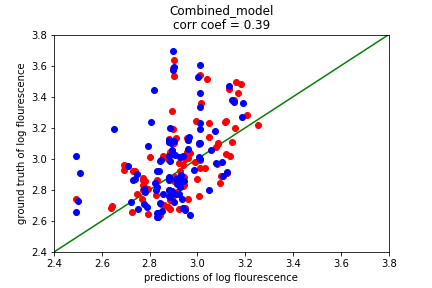 Combined_model
corr coef = 0.39
ground truth of log flourescence
3.8
3.6
3.4
3.2
3.0
2.8
2.6
2.4
2.4 2.6 2.8 3.0 3.2 3.4 3.6 3.8
predictions of log flourescence